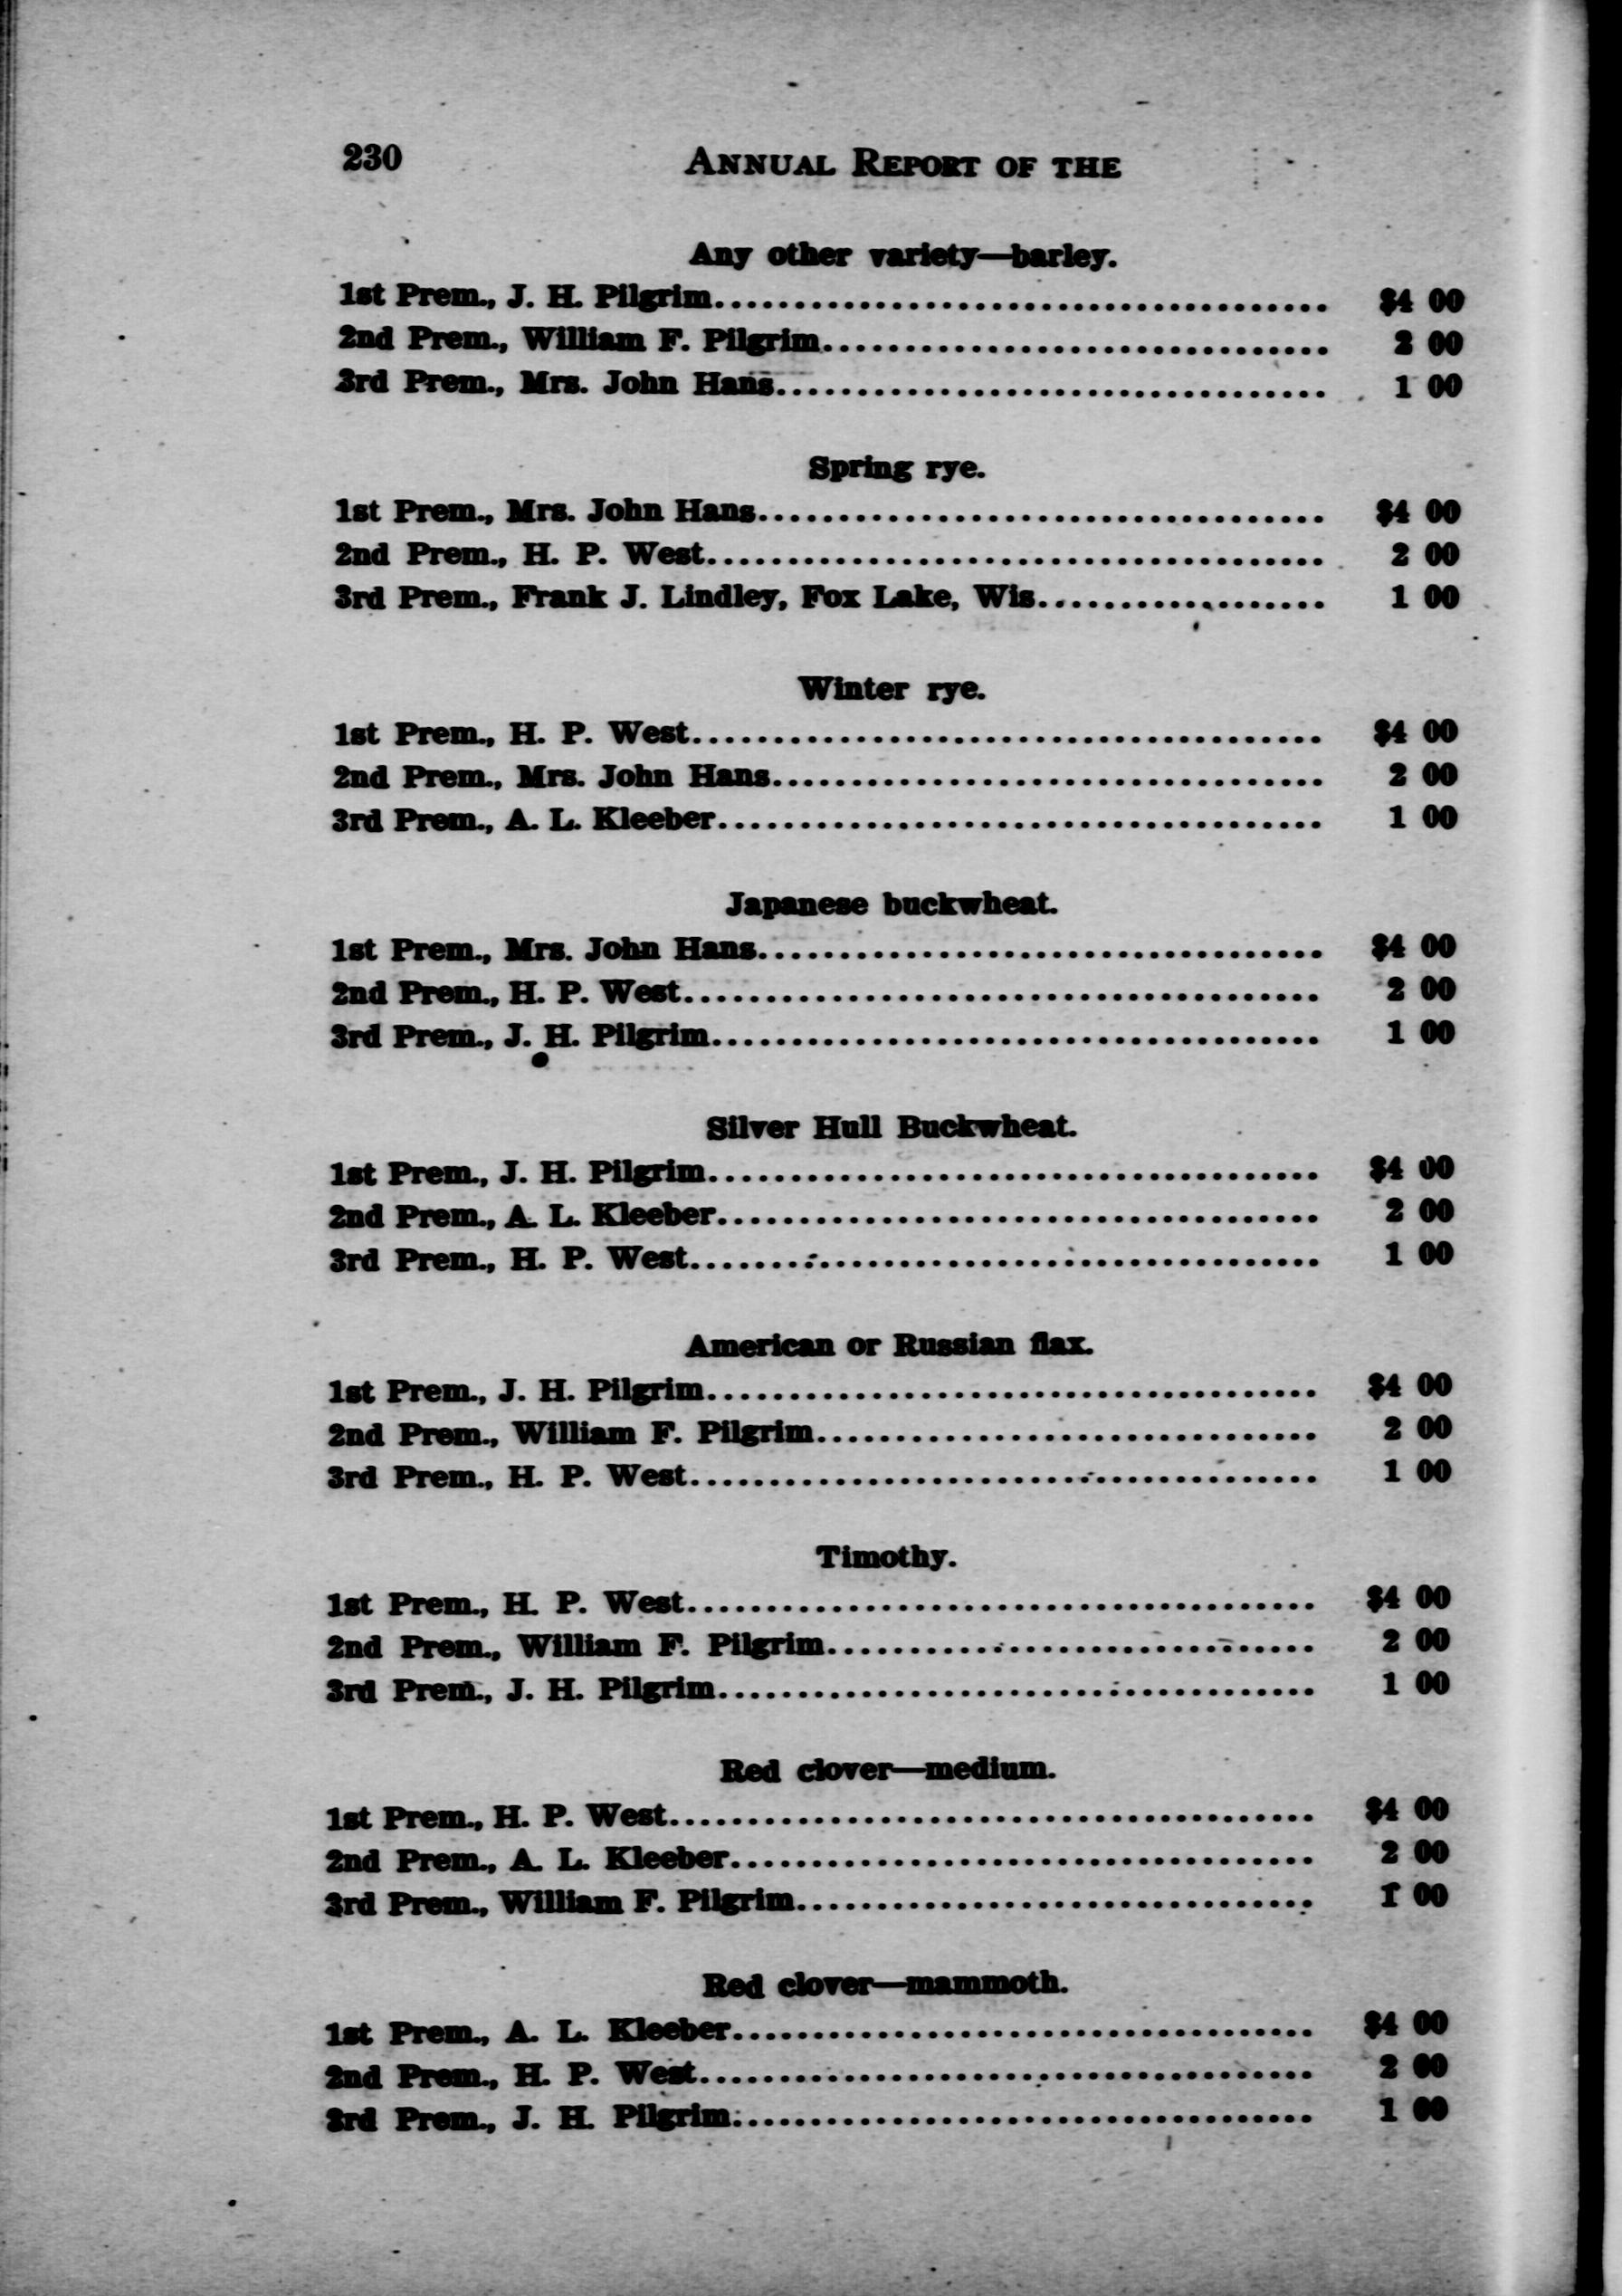 230 ANNUAL REPORT OF THE
Any other variety—barley.
1st Prem., J. H. Pilgrim........................................ $4 00
2nd Prem., William F. Pilgrim................................. 2 00
3rd Prem., Mrs. John Hans.................................... 1 00
Spring rye.
1st Prem., Mrs. John Hans.................................... $4 00
2nd Prem., H. P. West........................................ 2 00
3rd Prem., Frank J. Lindley, Fox Lake, Wis................... 1 00
Winter rye.
1st Prem., H. P. West........................................ $4 00
2nd Prem., Mrs. John Hans.................................... 2 00
3rd Prem., A. L. Kleeber...................................... 1 00
Japanese buckwheat.
1st Prem., Mrs. John Hans.................................... $4 00
2nd Prem., H. P. West........................................ 2 00
3rd Prem., J. H. Pilgrim....................................... 1 00
Silver Hull Buckwheat.
1st Prem., J. H. Pilgrim....................................... $4 00
2nd Prem., A. L. Kleeber...................................... 2 00
3rd Prem., H. P. West........................................ 1 00
American or Russian flax.
1st Prem., J. H. Pilgrim....................................... $4 00
2nd Prem., William F. Pilgrim................................ 2 00
3rd Prem., H. P. West........................................ 1 00
Timothy.
1st Prem., H. P. West........................................ $4 00
2nd Prem., William F. Pilgrim............................... 2 00
3rd Prem., J. H. Pilgrim...................................... 1 00
Red clover—medium.
1st Prem., H. P. West......................................... $4 00
2nd Prem., A. L. Kleeber..................................... 2 00
3rd Prem., William F. Pilgrim................................. 1 00
Red clover—mammoth.
1st Prem., A. L. Kleeber..................................... $4 00
2nd Prem., H. P. West....................................... 2 00
3rd Prem., J. H. Pilgrim..................................... 1 00